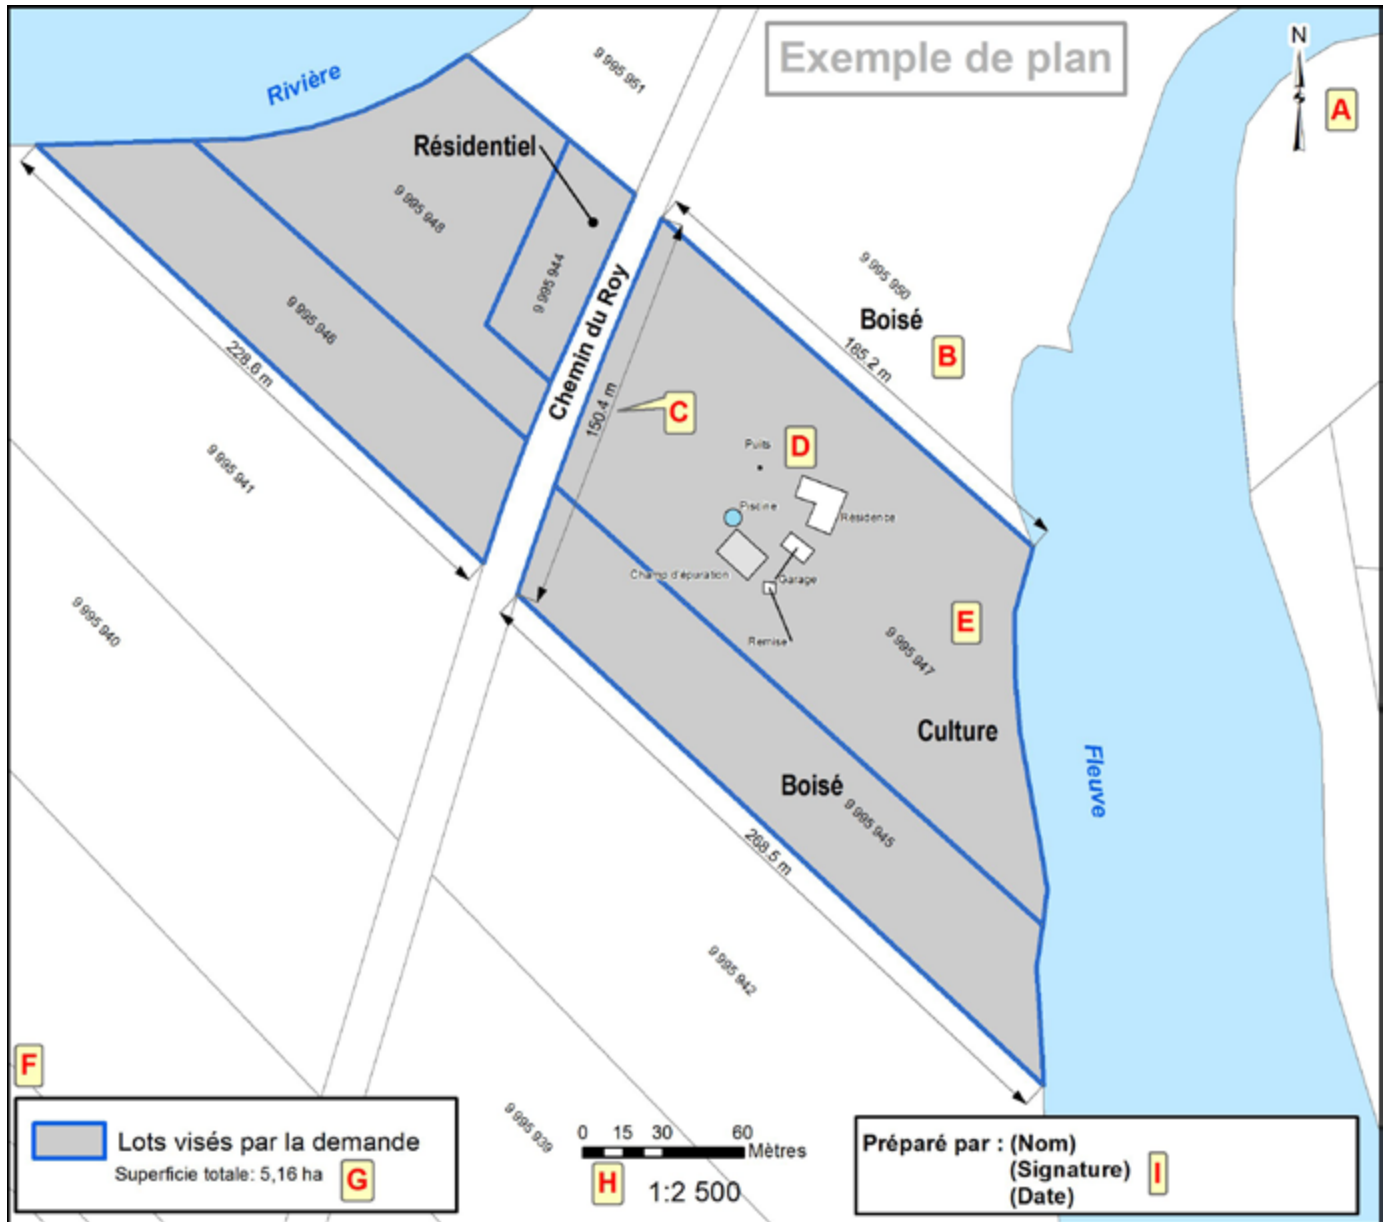 Exemple de plan
N
A
Rivière
9 995 951
Résidentiel
9 995 948
9 995 944
9 995 946
228.6 m
Chemin du Roy
150.4 m
C
9 995 950
Boisé
B
185.2 m
Puits
D
Piscine
Résidence
Champ d'épuration
Garage
Remise
E
9 995 947
Culture
Boisé
9 995 945
268.5 m
Fleuve
9 995 941
9 995 940
9 995 942
9 995 939
F
Lots visés par la demande
Superficie totale: 5,16 ha
G
0 15 30 60
Mètres
H
1:2 500
Préparé par : (Nom)
(Signature)
(Date)
I